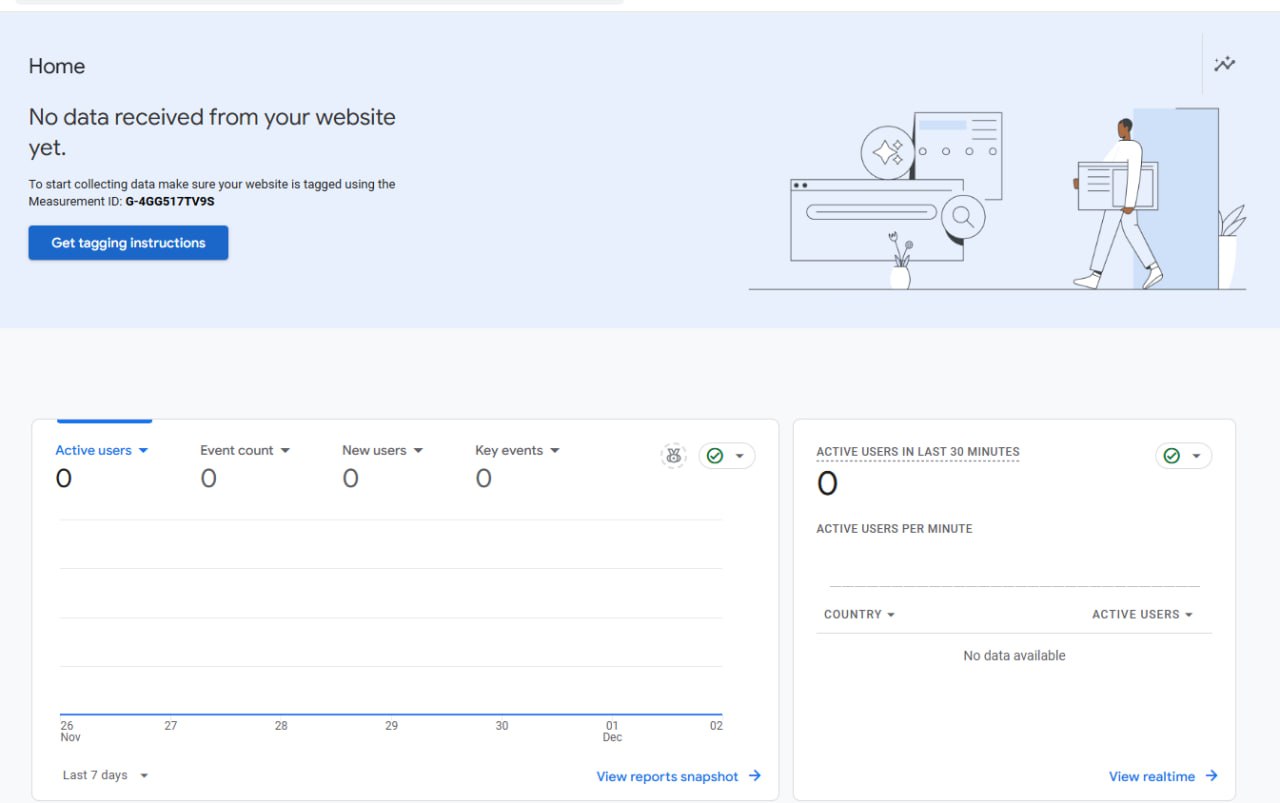 Home
No data received from your website
yet.
To start collecting data make sure your website is tagged using the
Measurement ID: G-4GG517TV9S
Get tagging instructions
Active users Event count New users Key events
0 0 0 0
26 27 28 29 30 01 02
Nov Dec
Last 7 days View reports snapshot
ACTIVE USERS IN LAST 30 MINUTES
0
ACTIVE USERS PER MINUTE
COUNTRY ACTIVE USERS
No data available
View realtime